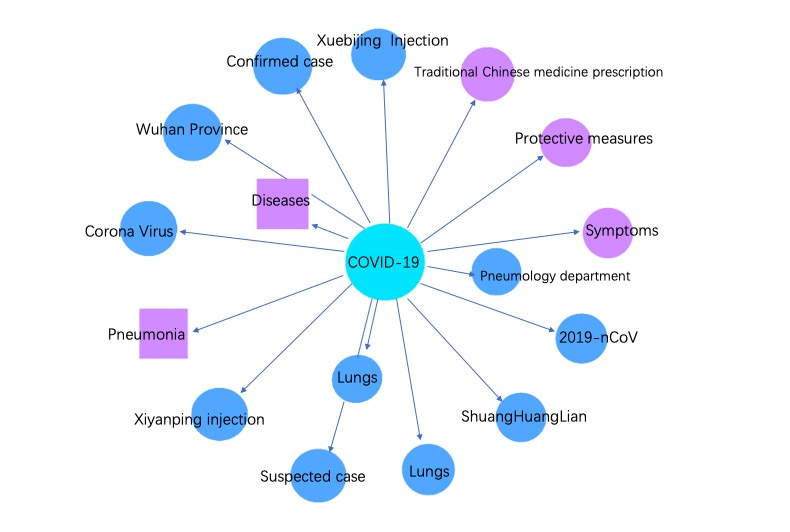 Xuebijing  Injection
Confirmed case
Traditional Chinese medicine prescription
Wuhan Province
Protective measures
Diseases
Corona Virus
Symptoms
COVID-19
Pneumology department
Pneumonia
2019-nCoV
Lungs
Xiyanping injection
ShuangHuangLian
Suspected case
Lungs